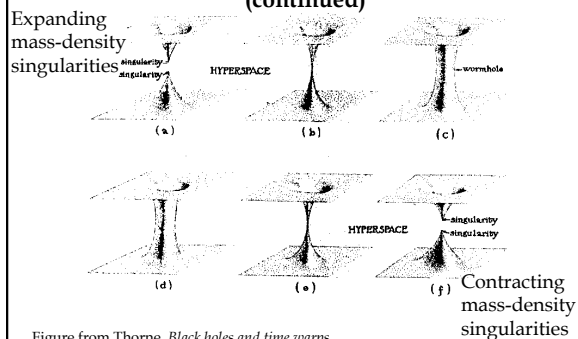 (continued)
Expanding
mass-density
singularities
singularity
singularity
HYPERSPACE
wormhole
(a)
(b)
(c)
HYPERSPACE
singularity
singularity
(d)
(e)
(f)
Contracting
mass-density
singularities
Figure from Thorne, Black holes and time warps